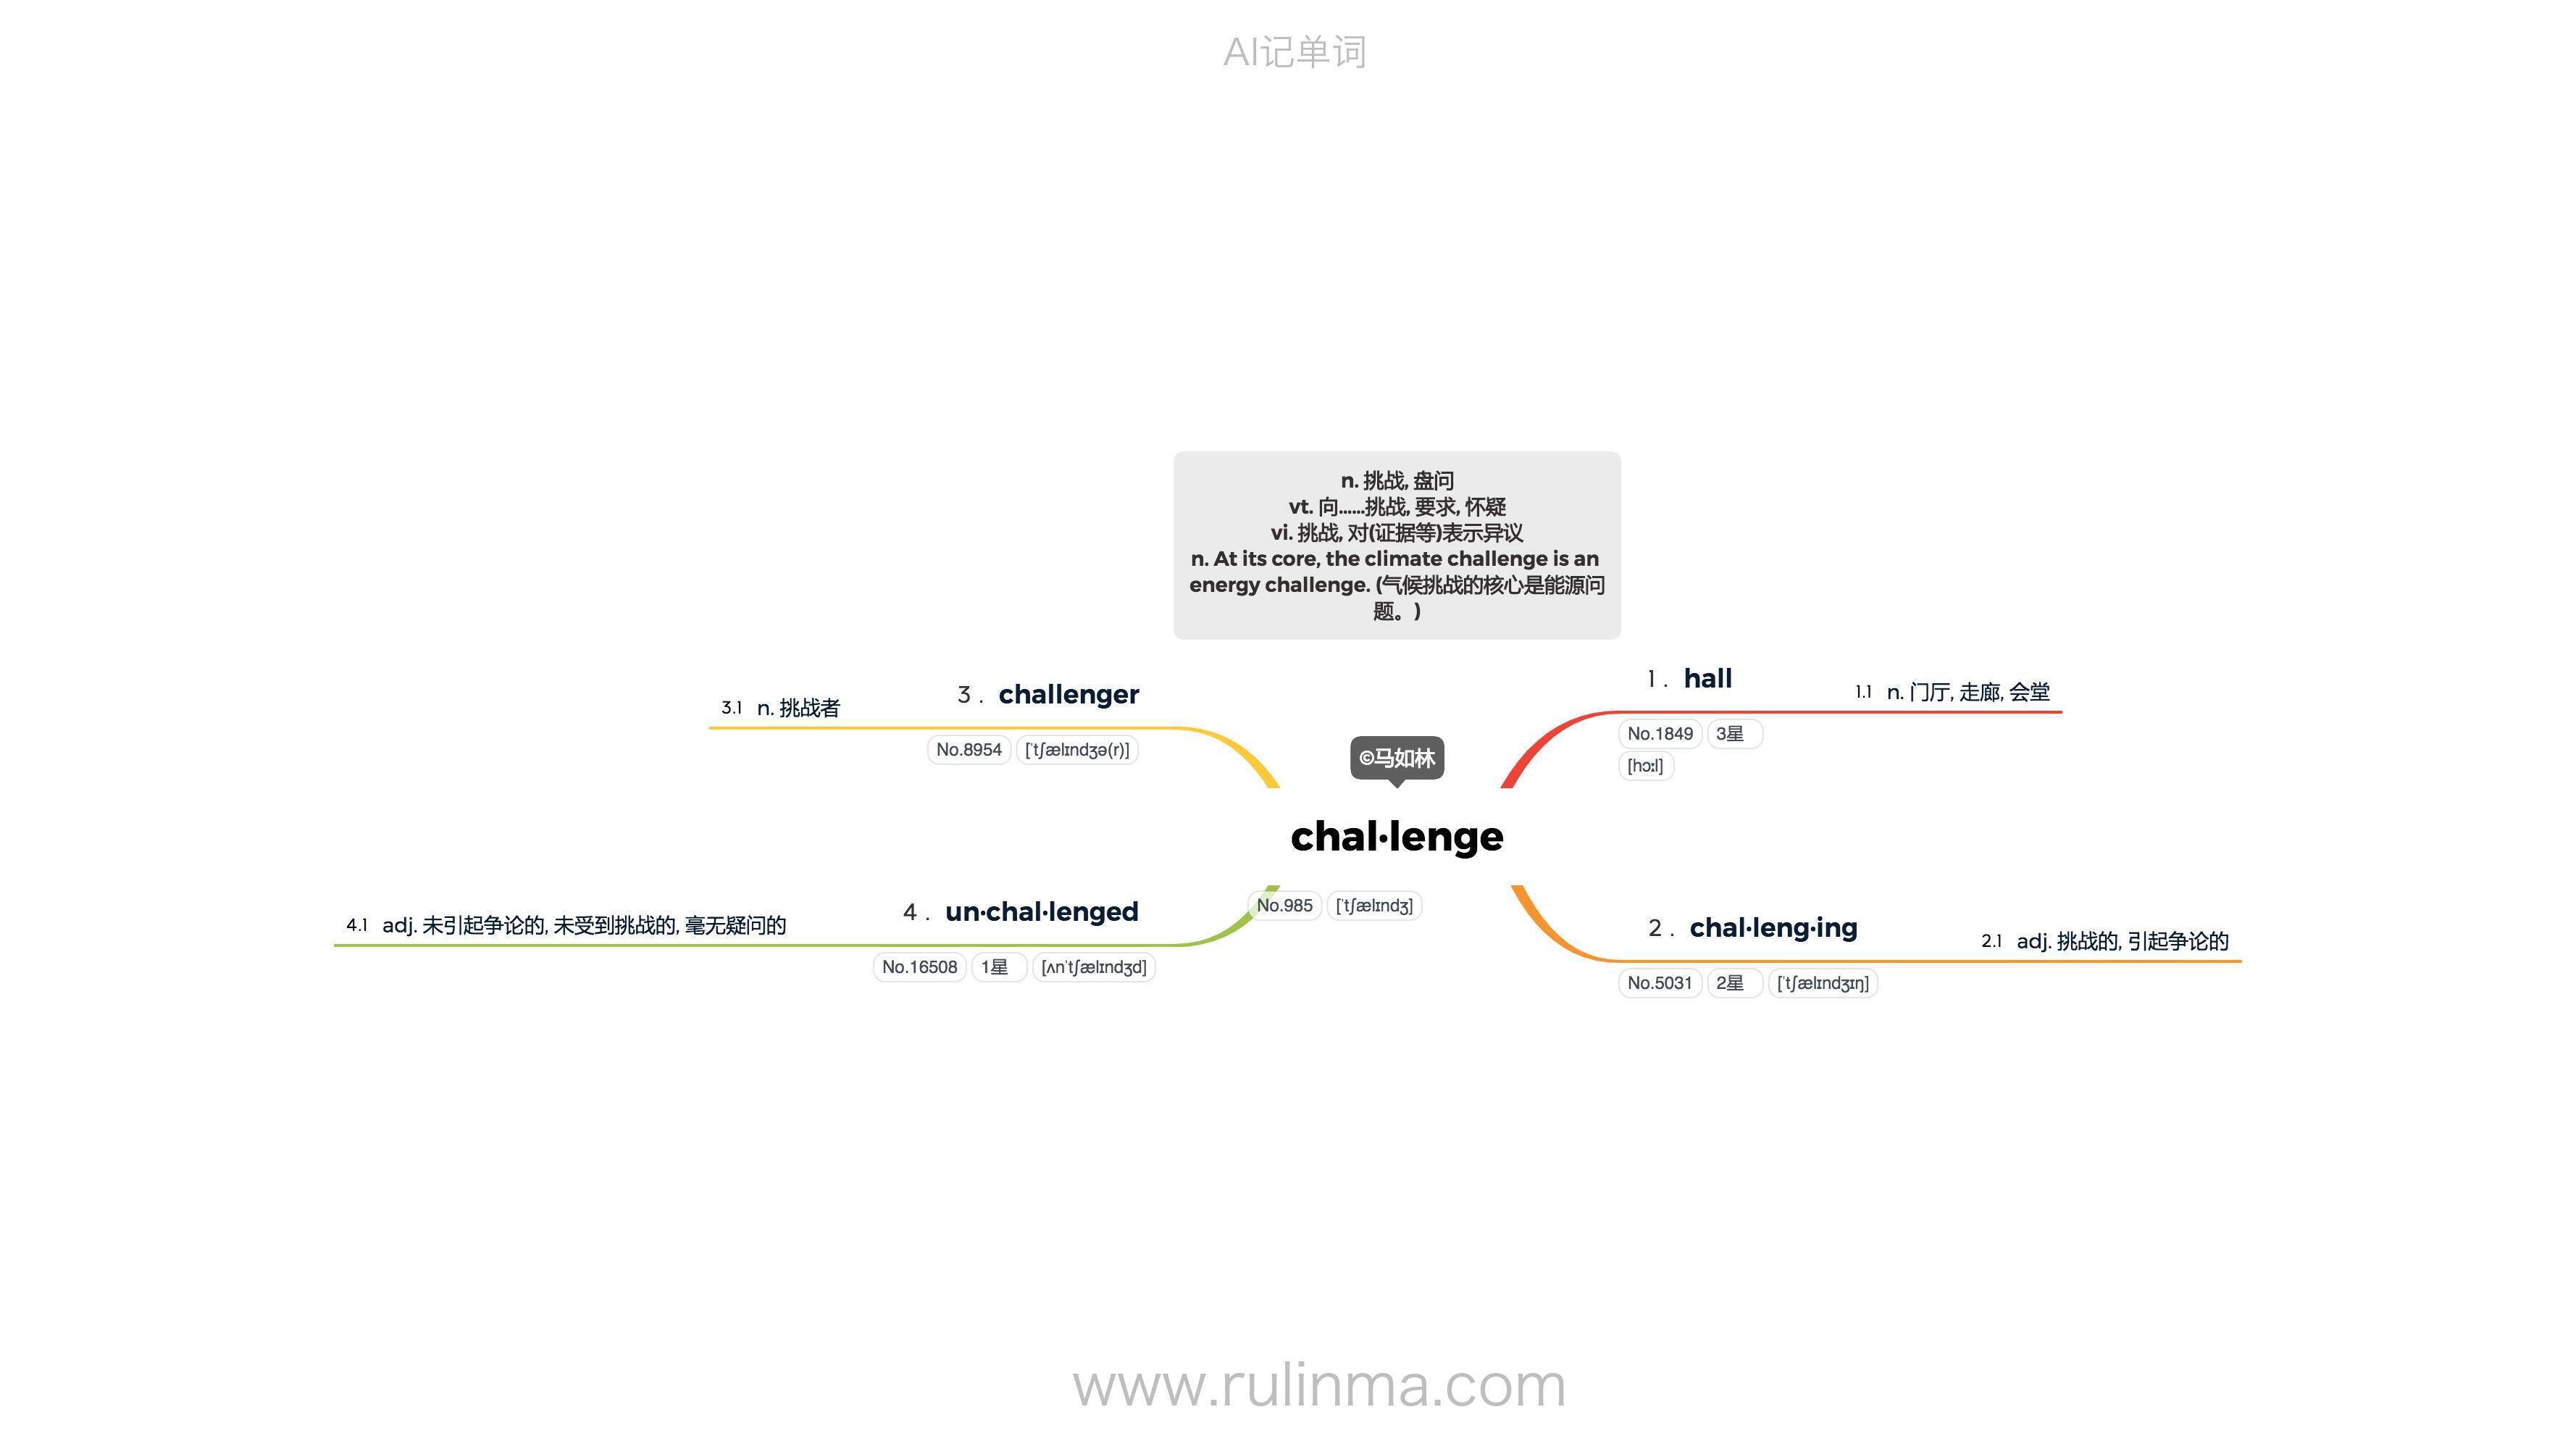 AI记单词
n. 挑战, 盘问
vt. 向……挑战, 要求, 怀疑
vi. 挑战, 对(证据等)表示异议
n. At its core, the climate challenge is an
energy challenge. (气候挑战的核心是能源问
题。)
©马如林
chal·lenge
No.985 [ˈtʃælɪndʒ]
1 . hall
No.1849 3星
[hɔːl]
1.1 n. 门厅, 走廊, 会堂
2 . chal·leng·ing
No.5031 2星 [ˈtʃælɪndʒɪŋ]
2.1 adj. 挑战的, 引起争论的
3 . challenger
No.8954 [ˈtʃælɪndʒə(r)]
3.1 n. 挑战者
4 . un·chal·lenged
No.16508 1星 [ʌnˈtʃælɪndʒd]
4.1 adj. 未引起争论的, 未受到挑战的, 毫无疑问的
www.rulinma.com